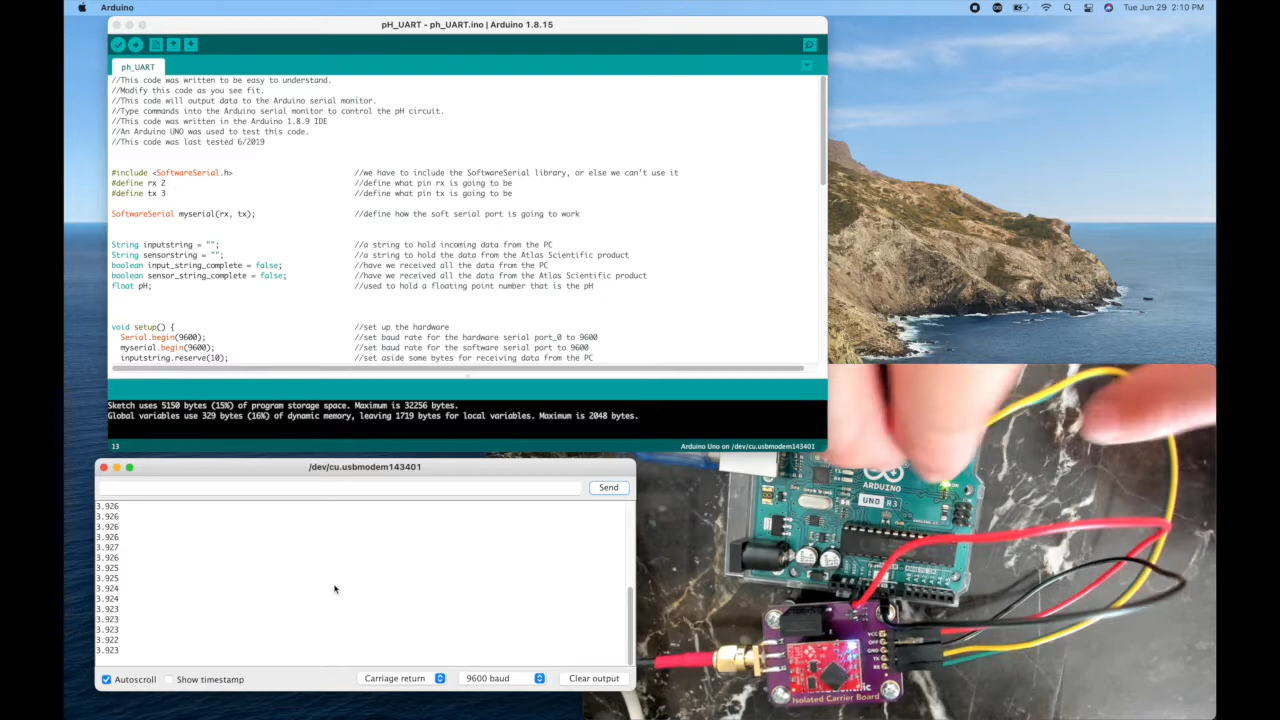 Arduino
Tue Jun 29 2:10 PM
pH_UART - ph_UART.ino | Arduino 1.8.15
ph_UART
//This code was written to be easy to understand.
//Modify this code as you see fit.
//This code will output data to the Arduino serial monitor.
//Type commands into the Arduino serial monitor to control the pH circuit.
//This code was written in the Arduino 1.8.9 IDE
//An Arduino UNO was used to test this code.
//This code was last tested 6/2019
#include <SoftwareSerial.h> //we have to include the SoftwareSerial library, or else we can't use it
#define rx 2 //define what pin rx is going to be
#define tx 3 //define what pin tx is going to be
SoftwareSerial myserial(rx, tx); //define how the soft serial port is going to work
String inputstring = ""; //a string to hold incoming data from the PC
String sensorstring = ""; //a string to hold the data from the Atlas Scientific product
boolean input_string_complete = false; //have we received all the data from the PC
boolean sensor_string_complete = false; //have we received all the data from the Atlas Scientific product
float pH; //used to hold a floating point number that is the pH
void setup() { //set up the hardware
Serial.begin(9600); //set baud rate for the hardware serial port_0 to 9600
myserial.begin(9600); //set baud rate for the software serial port to 9600
inputstring.reserve(10); //set aside some bytes for receiving data from the PC
Sketch uses 5150 bytes (15%) of program storage space. Maximum is 32256 bytes.
Global variables use 329 bytes (16%) of dynamic memory, leaving 1719 bytes for local variables. Maximum is 2048 bytes.
13
Arduino Uno on /dev/cu.usbmodem143401
/dev/cu.usbmodem143401
Send
3.926
3.926
3.926
3.926
3.927
3.926
3.925
3.925
3.924
3.924
3.923
3.923
3.923
3.922
3.923
Autoscroll
Show timestamp
Carriage return
9600 baud
Clear output
ARDUINO
UNO R3
ON
VCC
OFF
GND
TX
RX
Isolated Carrier Board